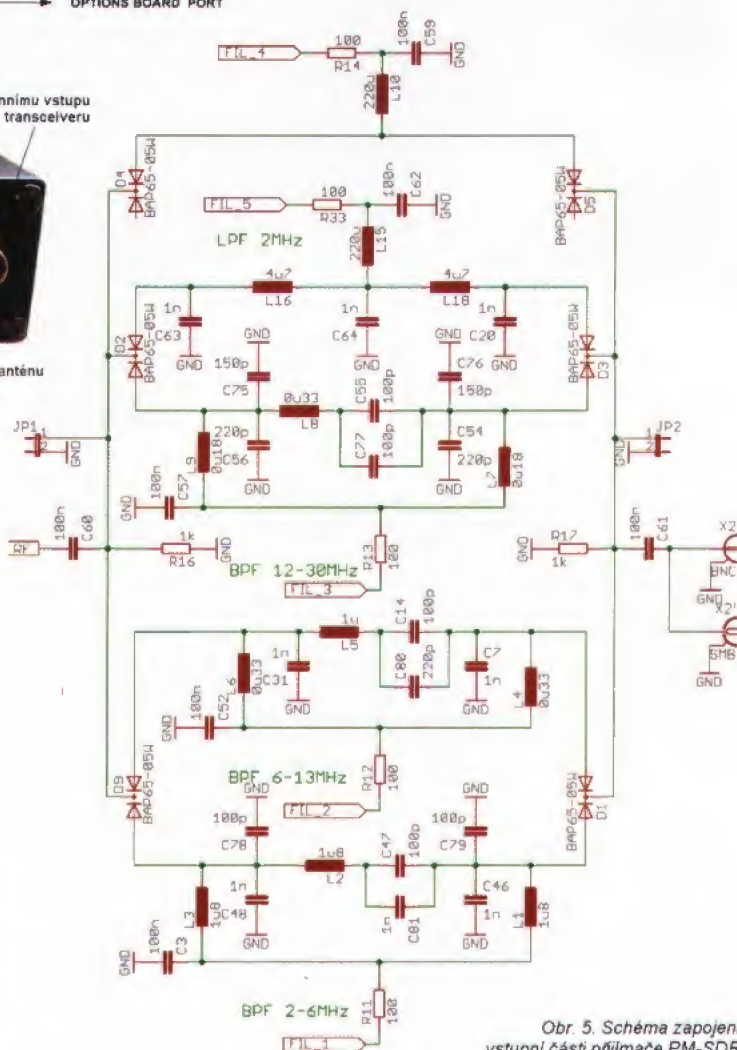 OPTIONS BOARD PORT
FIL_4
100
R14
100n
C59
GND
220u
L10
nnímu vstupu
transceiveru
D4
BAP65-05W
BAP65-05W
D5
FIL_5
100
R33
100n
C62
GND
LPF 2MHz
220u
L15
4u7
L16
4u7
L18
1n
C63
GND
1n
C64
GND
1n
C20
GND
D2
BAP65-05W
BAP65-05W
D3
anténu
GND
150p
C75
GND
C76
150p
0u33
L8
C55
100p
C77
100p
220p
C56
GND
C54
220p
GND
L9
0u18
L7
0u18
JP1
1
2
GND
JP2
1
2
GND
GND
100n
C57
R13
100
FIL_3
BPF 12-30MHz
RF
100n
C60
1k
R16
GND
GND
R17
1k
100n
C61
X2
BNC
GND
X2
SMB
GND
1u
L5
C14
100p
C80
220p
L6
0u33
1n
C31
GND
C7
1n
GND
L4
0u33
GND
100n
C52
R12
100
FIL_2
BPF 6-13MHz
D9
BAP65-05W
BAP65-05W
D1
GND
100p
C78
GND
100p
C79
1u8
L2
C47
100p
1n
C81
L3
1u8
1n
C48
GND
C46
1n
GND
L1
1u8
GND
100n
C3
R11
100
BPF 2-6MHz
FIL_1
Obr. 5. Schéma zapojení
vstupní části přijímače PM-SDR